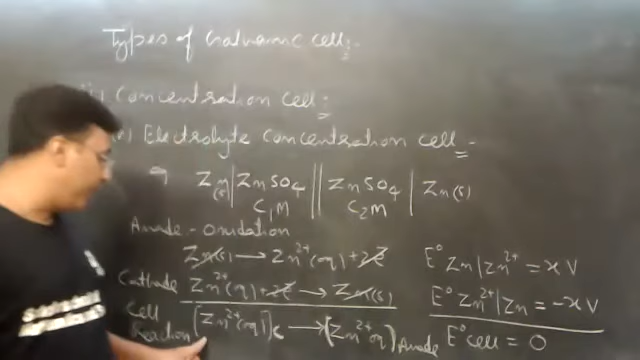 Types of Galvanic cell:
Concentration cell:
Electrolyte concentration cell -
Zn(s) | ZnSO4 || ZnSO4 | Zn(s)
C1M C2M
Anode - Oxidation
Zn(s) → Zn2+(aq) + 2e E° Zn|Zn2+ = x V
Cathode Zn2+(aq) + 2e → Zn(s) E° Zn2+|Zn = -x V
Cell reaction (Zn2+(aq))c → (Zn2+ aq) Anode E° cell = 0